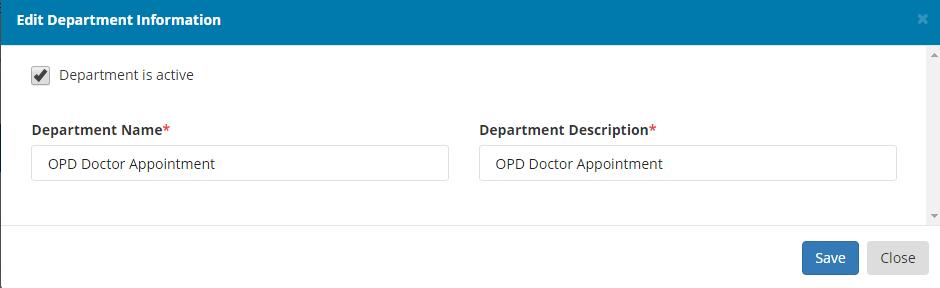 Edit Department Information
Department is active
Department Name*
Department Description*
OPD Doctor Appointment
OPD Doctor Appointment
Save
Close